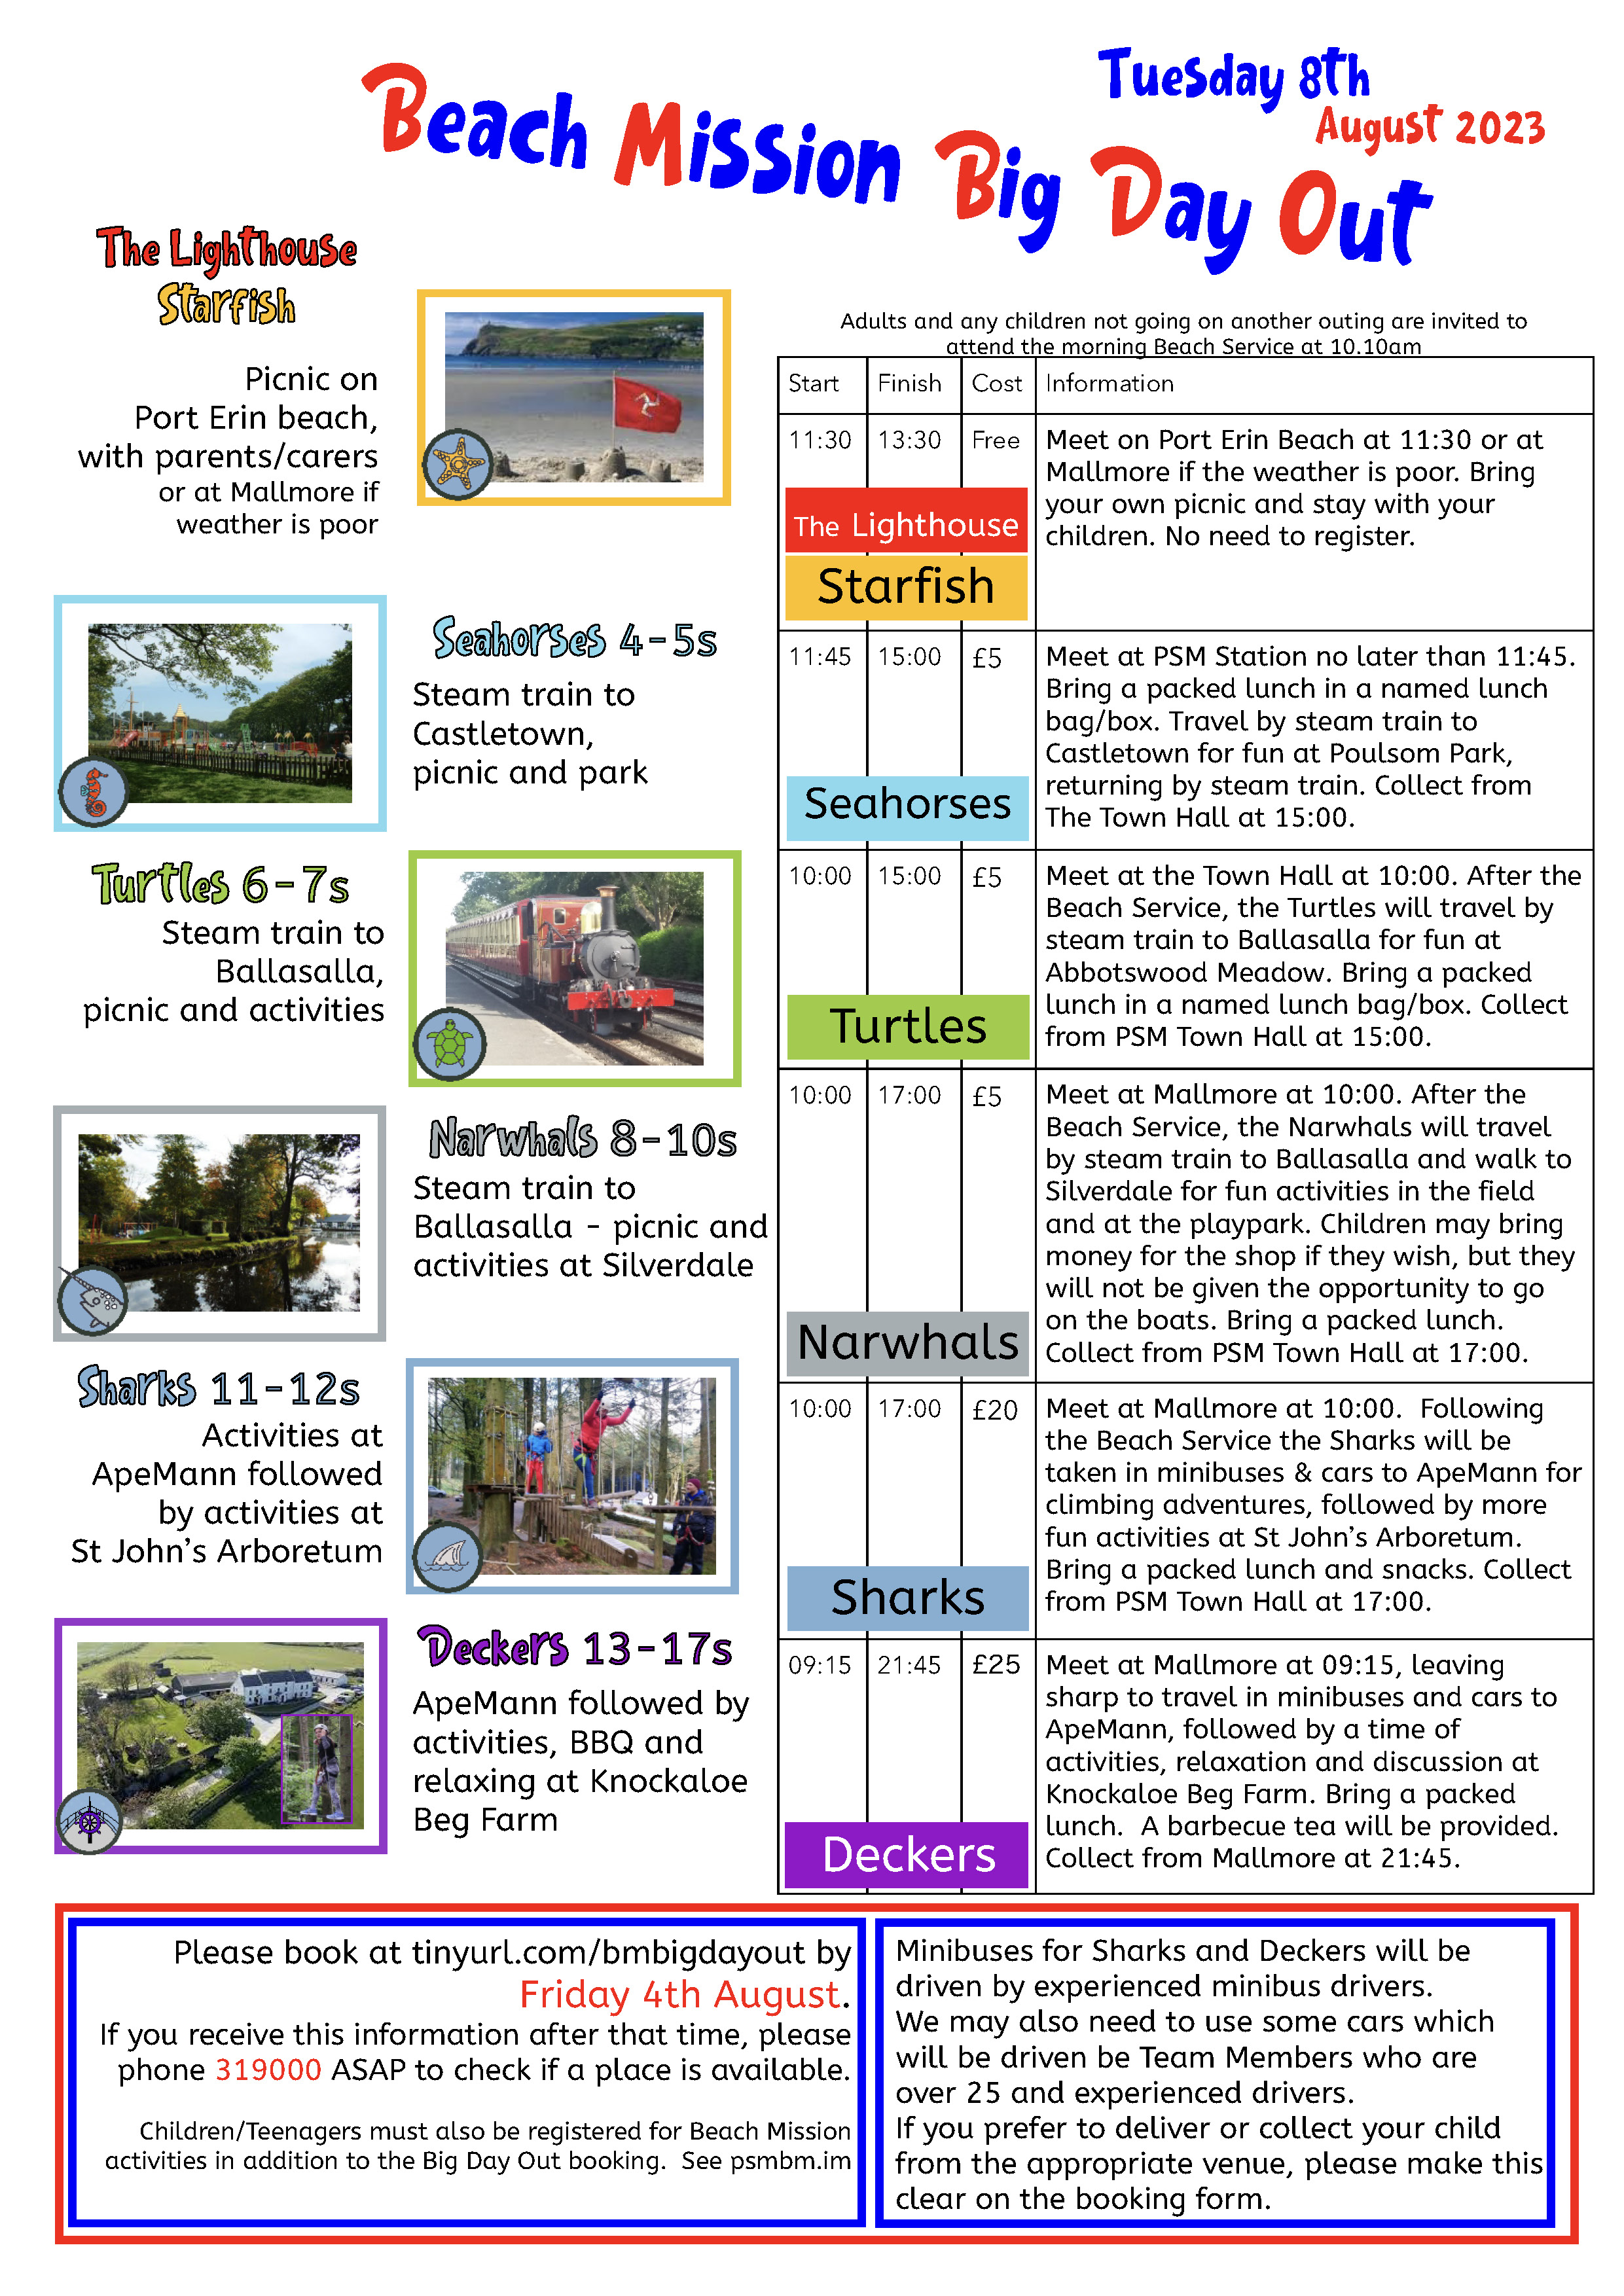 Beach Mission Big Day Out
Tuesday 8th
August 2023
The Lighthouse
Starfish
Picnic on
Port Erin beach,
with parents/carers
or at Mallmore if
weather is poor
Seahorses 4-5s
Steam train to
Castletown,
picnic and park
Turtles 6-7s
Steam train to
Ballasalla,
picnic and activities
Narwhals 8-10s
Steam train to
Ballasalla - picnic and
activities at Silverdale
Sharks 11-12s
Activities at
ApeMann followed
by activities at
St John's Arboretum
Deckers 13-17s
ApeMann followed by
activities, BBQ and
relaxing at Knockaloe
Beg Farm
Adults and any children not going on another outing are invited to
attend the morning Beach Service at 10.10am
Start Finish Cost Information
11:30 13:30 Free
The Lighthouse
Starfish
Meet on Port Erin Beach at 11:30 or at
Mallmore if the weather is poor. Bring
your own picnic and stay with your
children. No need to register.
11:45 15:00 £5
Seahorses
Meet at PSM Station no later than 11:45.
Bring a packed lunch in a named lunch
bag/box. Travel by steam train to
Castletown for fun at Poulsom Park,
returning by steam train. Collect from
The Town Hall at 15:00.
10:00 15:00 £5
Turtles
Meet at the Town Hall at 10:00. After the
Beach Service, the Turtles will travel by
steam train to Ballasalla for fun at
Abbotswood Meadow. Bring a packed
lunch in a named lunch bag/box. Collect
from PSM Town Hall at 15:00.
10:00 17:00 £5
Narwhals
Meet at Mallmore at 10:00. After the
Beach Service, the Narwhals will travel
by steam train to Ballasalla and walk to
Silverdale for fun activities in the field
and at the playpark. Children may bring
money for the shop if they wish, but they
will not be given the opportunity to go
on the boats. Bring a packed lunch.
Collect from PSM Town Hall at 17:00.
10:00 17:00 £20
Sharks
Meet at Mallmore at 10:00. Following
the Beach Service the Sharks will be
taken in minibuses & cars to ApeMann for
climbing adventures, followed by more
fun activities at St John's Arboretum.
Bring a packed lunch and snacks. Collect
from PSM Town Hall at 17:00.
09:15 21:45 £25
Deckers
Meet at Mallmore at 09:15, leaving
sharp to travel in minibuses and cars to
ApeMann, followed by a time of
activities, relaxation and discussion at
Knockaloe Beg Farm. Bring a packed
lunch. A barbecue tea will be provided.
Collect from Mallmore at 21:45.
Please book at tinyurl.com/bmbigdayout by
Friday 4th August.
If you receive this information after that time, please
phone 319000 ASAP to check if a place is available.
Children/Teenagers must also be registered for Beach Mission
activities in addition to the Big Day Out booking. See psmbm.im
Minibuses for Sharks and Deckers will be
driven by experienced minibus drivers.
We may also need to use some cars which
will be driven be Team Members who are
over 25 and experienced drivers.
If you prefer to deliver or collect your child
from the appropriate venue, please make this
clear on the booking form.